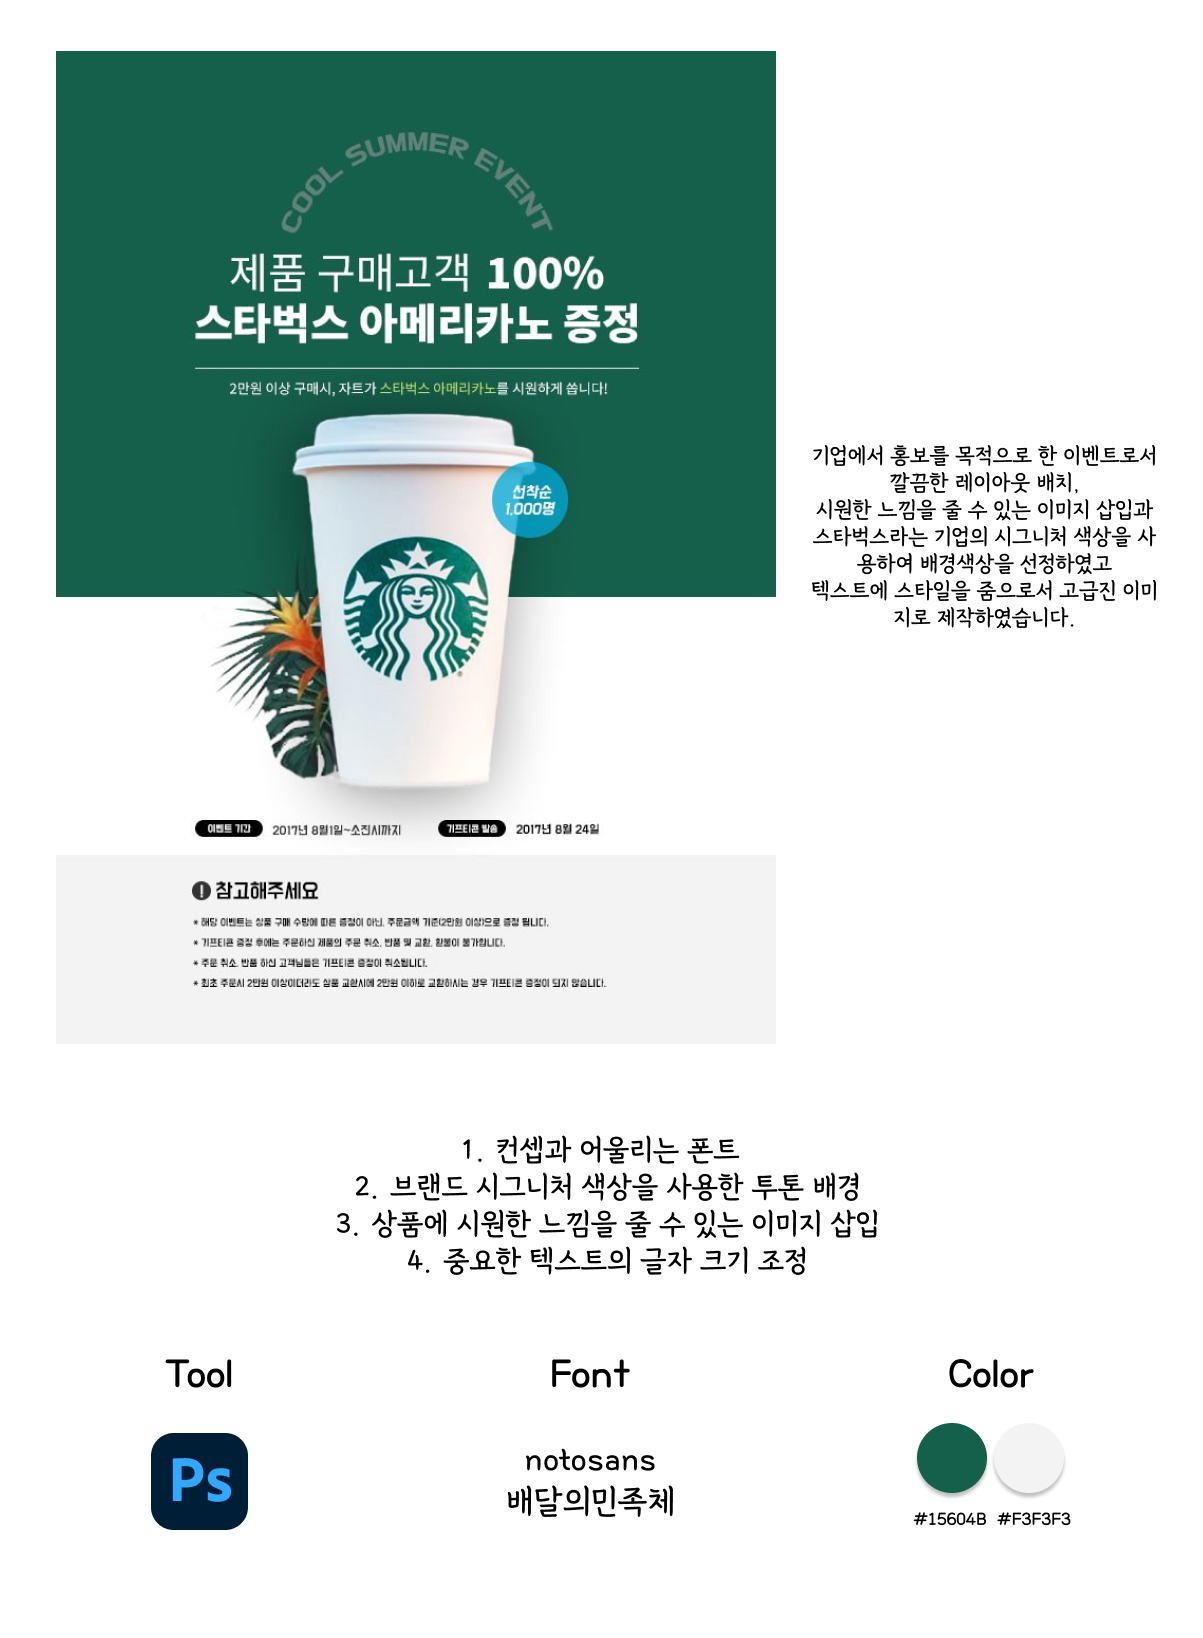 COOL SUMMER EVENT
제품 구매고객 100%
스타벅스 아메리카노 증정
2만원 이상 구매시, 자트가 스타벅스 아메리카노를 시원하게 쏩니다!
선착순
1,000명
기업에서 홍보를 목적으로 한 이벤트로서
깔끔한 레이아웃 배치,
시원한 느낌을 줄 수 있는 이미지 삽입과
스타벅스라는 기업의 시그니처 색상을 사
용하여 배경색상을 선정하였고
텍스트에 스타일을 줌으로서 고급진 이미
지로 제작하였습니다.
이벤트 기간 2017년 8월1일~소진시까지 기프티콘 발송 2017년 8월 24일
참고해주세요
* 해당 이벤트는 상품 구매 수량에 따른 증정이 아닌, 주문금액 기준(2만원 이상)으로 증정 됩니다.
* 기프티콘 증정 후에는 주문하신 제품의 주문 취소, 반품 및 교환, 환불이 불가합니다.
* 주문 취소, 반품 하신 고객님들은 기프티콘 증정이 취소됩니다.
* 최초 주문시 2만원 이상이더라도 상품 교환시에 2만원 이하로 교환하시는 경우 기프티콘 증정이 되지 않습니다.
1. 컨셉과 어울리는 폰트
2. 브랜드 시그니처 색상을 사용한 투톤 배경
3. 상품에 시원한 느낌을 줄 수 있는 이미지 삽입
4. 중요한 텍스트의 글자 크기 조정
Tool
Font
Color
Ps
notosans
배달의민족체
#15604B #F3F3F3